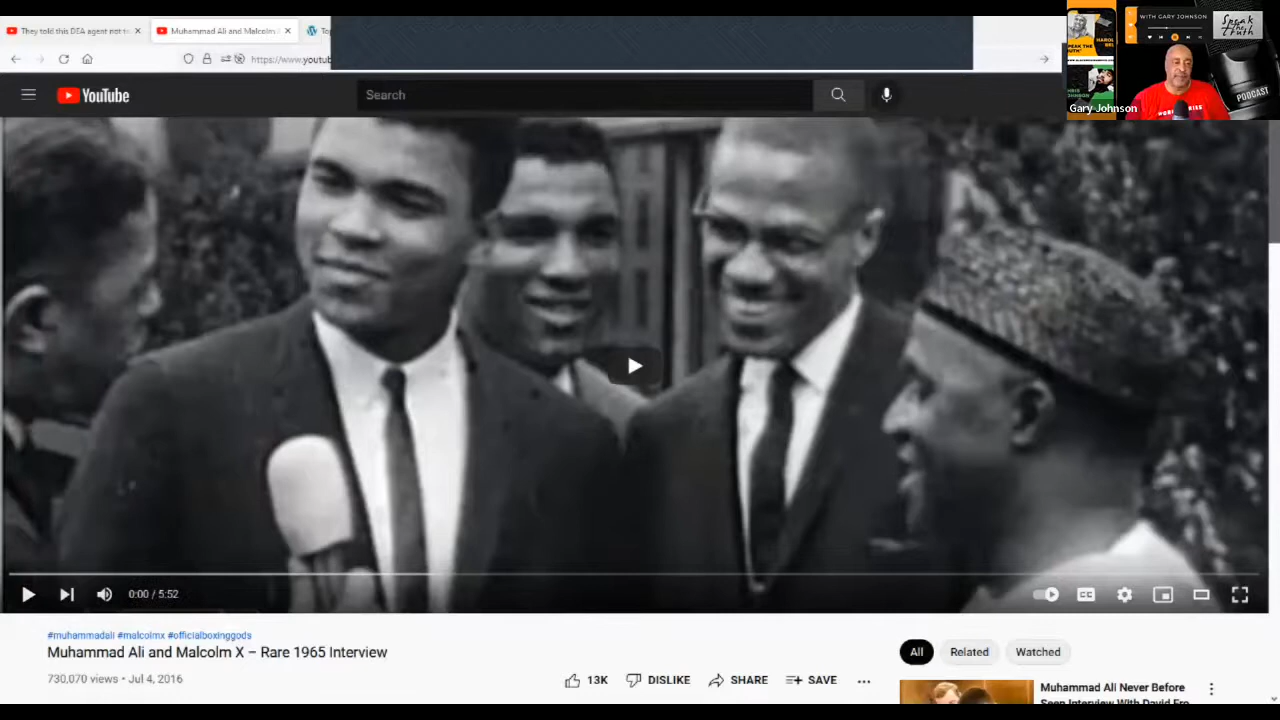 They told this DEA agent not t
Muhammad Ali and Malcolm
https://www.youtub
YouTube
Search
WITH GARY JOHNSON
Speak the Truth
PODCAST
Gary Johnson
0:00 / 5:52
CC
#muhammadali #malcolmx #officialboxinggods
Muhammad Ali and Malcolm X – Rare 1965 Interview
730,070 views • Jul 4, 2016
13K
DISLIKE
SHARE
SAVE
All
Related
Watched
Muhammad Ali Never Before
Seen Interview With David Fro